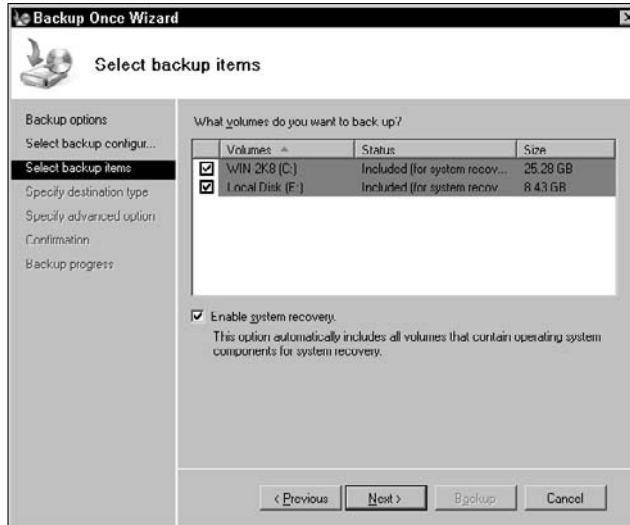 Backup Once Wizard
Select backup items
Backup options
Select backup configur...
Select backup items
Specify destination type
Specify advanced option
Confirmation
Backup progress
What volumes do you want to back up?
Volumes Status Size
WIN 2K8 (C:) Included (for system recov... 25.28 GB
Local Disk (E:) Included (for system recov... 8.43 GB
Enable system recovery.
This option automatically includes all volumes that contain operating system
components for system recovery.
< Previous Next > Backup Cancel